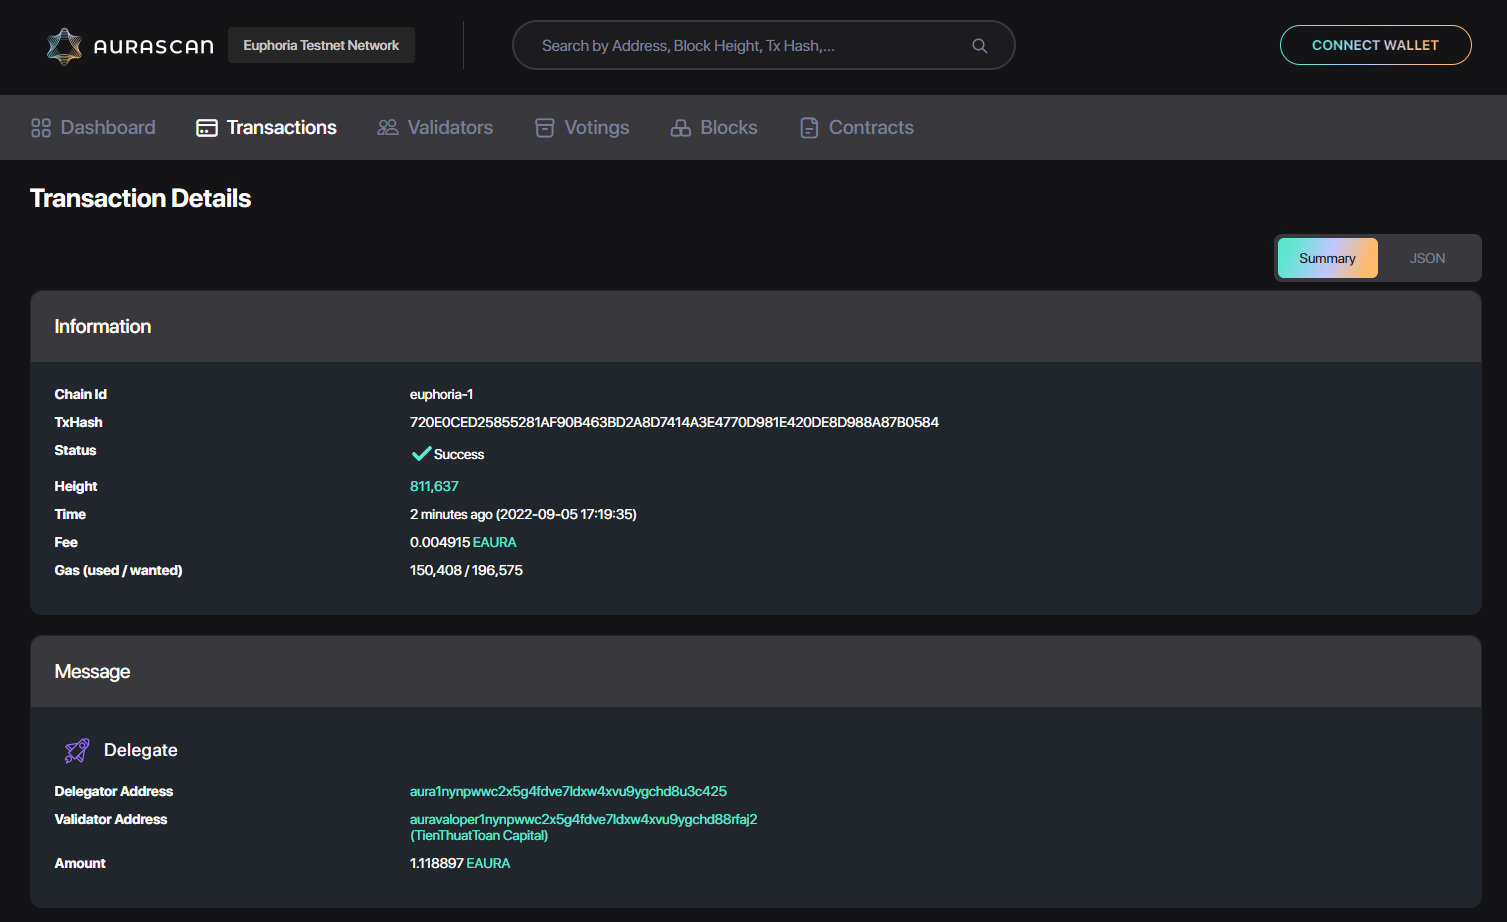 AURASCAN
Euphoria Testnet Network
Search by Address, Block Height, Tx Hash,...
CONNECT WALLET
Dashboard
Transactions
Validators
Votings
Blocks
Contracts
Transaction Details
Summary
JSON
Information
Chain Id euphoria-1
TxHash 720E0CED25855281AF90B463BD2A8D7414A3E4770D981E420DE8D988A87B0584
Status Success
Height 811,637
Time 2 minutes ago (2022-09-05 17:19:35)
Fee 0.004915 EAURA
Gas (used / wanted) 150,408 / 196,575
Message
Delegate
Delegator Address aura1nynpwwc2x5g4fdve7ldxw4xvu9ygchd8u3c425
Validator Address auravaloper1nynpwwc2x5g4fdve7ldxw4xvu9ygchd88rfaj2
(TienThuatToan Capital)
Amount 1.118897 EAURA